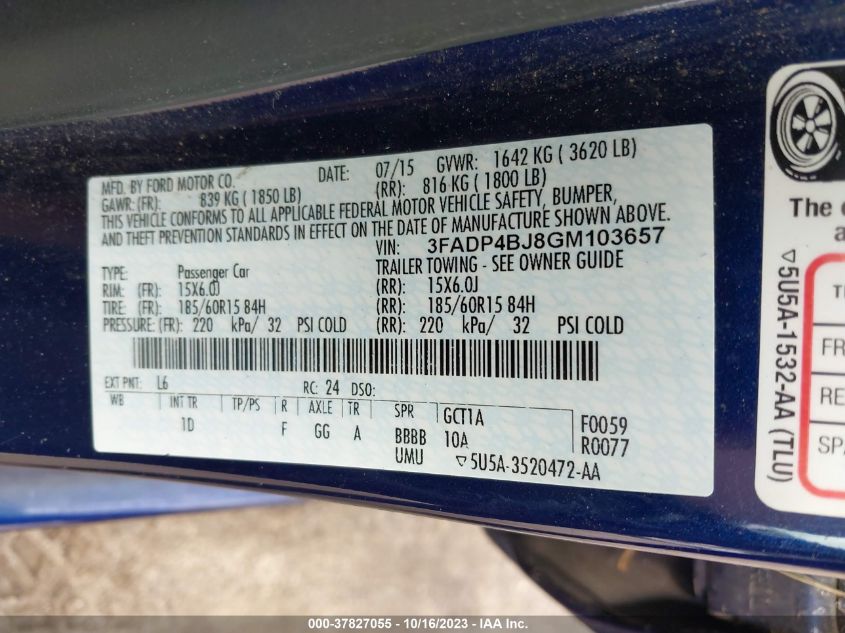 MFD. BY FORD MOTOR CO. DATE: 07/15 GVWR: 1642 KG ( 3620 LB)
GAWR: (FR): 839 KG ( 1850 LB) (RR): 816 KG ( 1800 LB)
THIS VEHICLE CONFORMS TO ALL APPLICABLE FEDERAL MOTOR VEHICLE SAFETY, BUMPER,
AND THEFT PREVENTION STANDARDS IN EFFECT ON THE DATE OF MANUFACTURE SHOWN ABOVE.
VIN: 3FADP4BJ8GM103657
TYPE: Passenger Car TRAILER TOWING - SEE OWNER GUIDE
RIM: (FR): 15X6.0J (RR): 15X6.0J
TIRE: (FR): 185/60R15 84H (RR): 185/60R15 84H
PRESSURE: (FR): 220 kPa/ 32 PSI COLD (RR): 220 kPa/ 32 PSI COLD
EXT PNT: L6 RC: 24 DSO:
WB INT TR TP/PS R AXLE TR SPR GCT1A F0059
1D F GG A BBBB 10A R0077
UMU ▽5U5A-3520472-AA
The
▽5U5A-1532-AA (TLU)
FR
RE
SPA
000-37827055 / 10/16/2023 - IAA Inc.